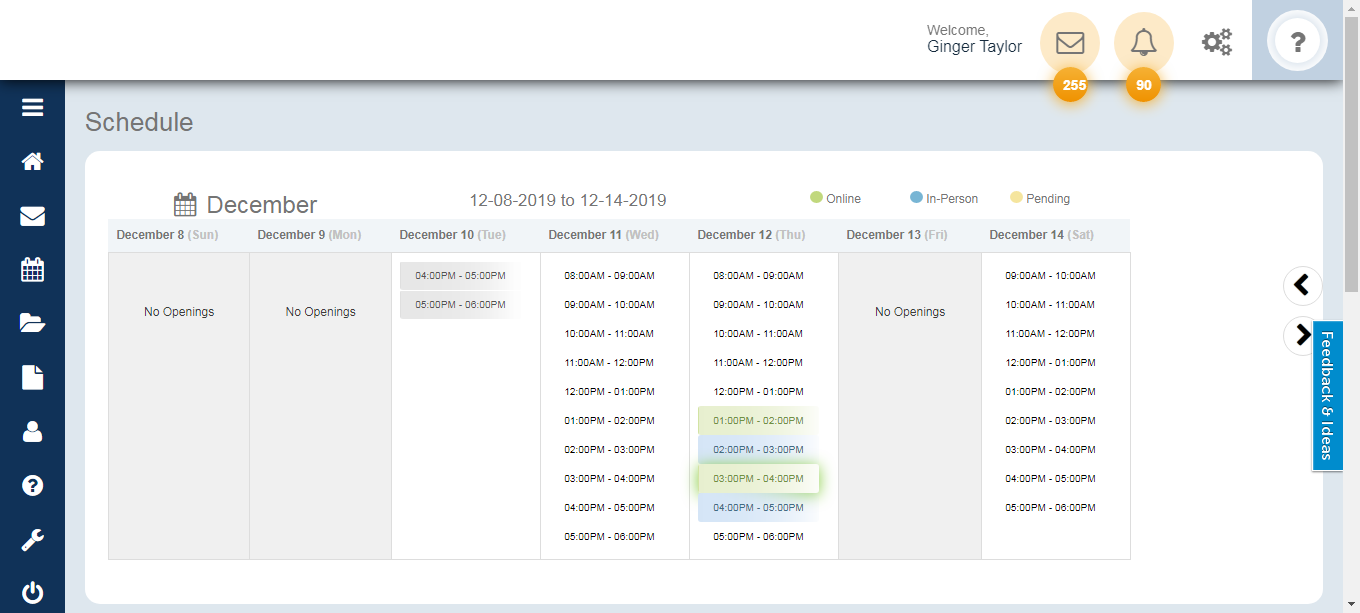 Welcome,
Ginger Taylor
255
90
?
Schedule
December
12-08-2019 to 12-14-2019
Online
In-Person
Pending
December 8 (Sun)
December 9 (Mon)
December 10 (Tue)
December 11 (Wed)
December 12 (Thu)
December 13 (Fri)
December 14 (Sat)
No Openings
No Openings
04:00PM - 05:00PM
05:00PM - 06:00PM
08:00AM - 09:00AM
09:00AM - 10:00AM
10:00AM - 11:00AM
11:00AM - 12:00PM
12:00PM - 01:00PM
01:00PM - 02:00PM
02:00PM - 03:00PM
03:00PM - 04:00PM
04:00PM - 05:00PM
05:00PM - 06:00PM
08:00AM - 09:00AM
09:00AM - 10:00AM
10:00AM - 11:00AM
11:00AM - 12:00PM
12:00PM - 01:00PM
01:00PM - 02:00PM
02:00PM - 03:00PM
03:00PM - 04:00PM
04:00PM - 05:00PM
05:00PM - 06:00PM
No Openings
09:00AM - 10:00AM
10:00AM - 11:00AM
11:00AM - 12:00PM
12:00PM - 01:00PM
01:00PM - 02:00PM
02:00PM - 03:00PM
03:00PM - 04:00PM
04:00PM - 05:00PM
05:00PM - 06:00PM
Feedback & Ideas